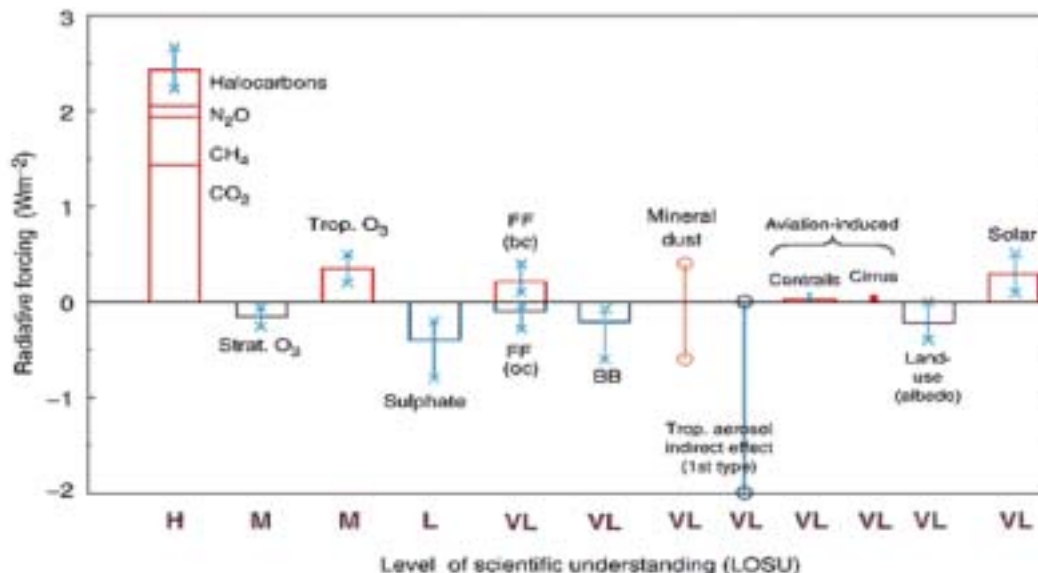 3
2
1
0
−1
−2
Radiative forcing (Wm−2)
Halocarbons
N2O
CH4
CO2
Strat. O3
Trop. O3
Sulphate
FF
(bc)
FF
(oc)
BB
Mineral
dust
Trop. aerosol
indirect effect
(1st type)
Aviation-induced
Contrails
Cirrus
Land-
use
(albedo)
Solar
H M M L VL VL VL VL VL VL VL VL
Level of scientific understanding (LOSU)